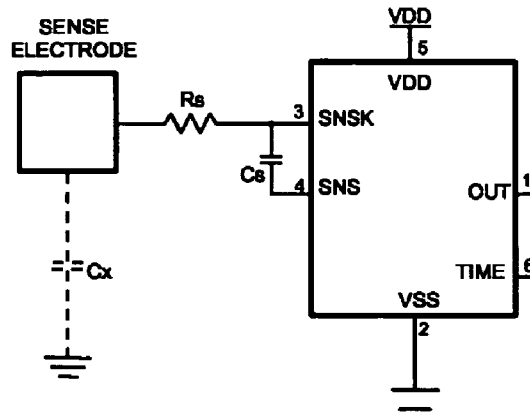 SENSE
ELECTRODE
VDD
5
VDD
Rs
3
SNSK
Cs
4
SNS
OUT
1
TIME
6
Cx
VSS
2